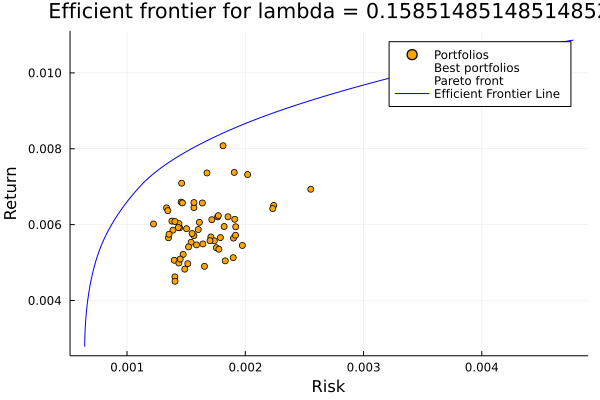 Efficient frontier for lambda = 0.1585148514851485
Portfolios
Best portfolios
Pareto front
Efficient Frontier Line
0.010
0.008
0.006
0.004
Return
0.001 0.002 0.003 0.004
Risk